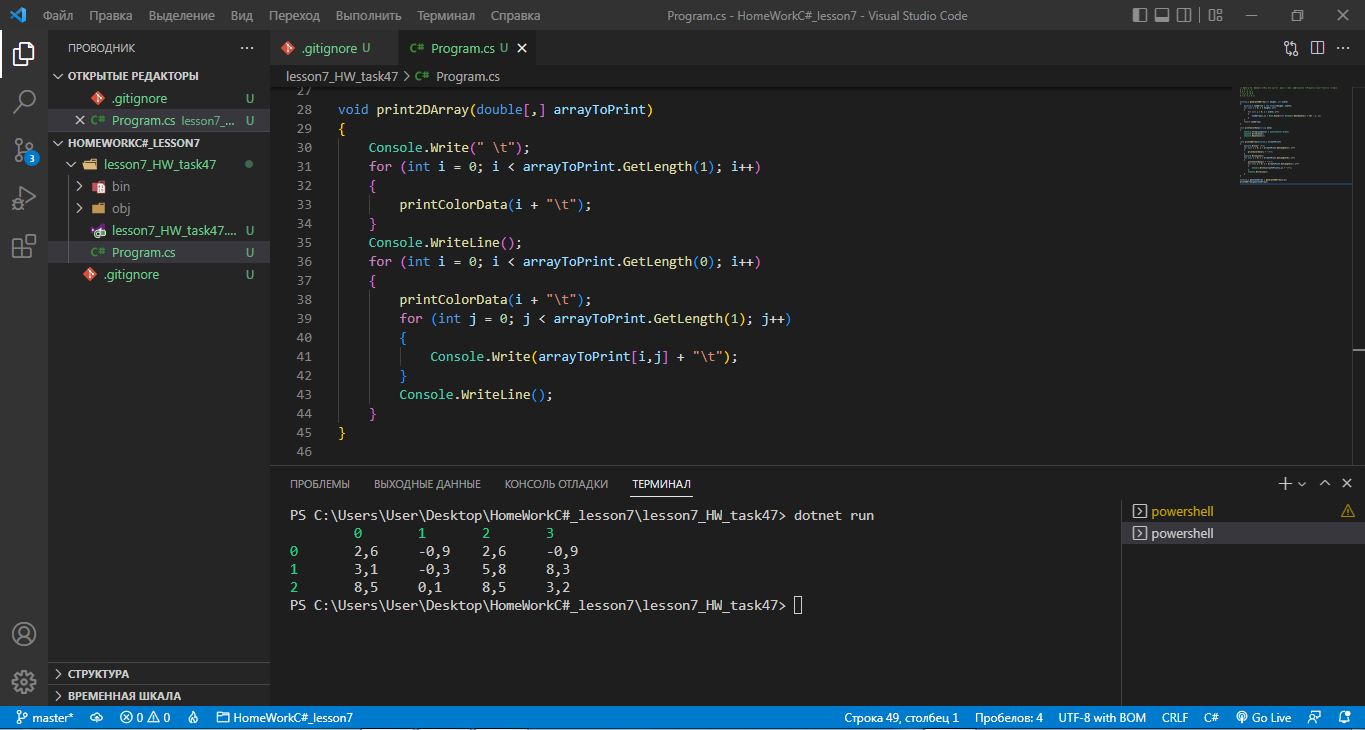 Файл Правка Выделение Вид Переход Выполнить Терминал Справка Program.cs - HomeWorkC#_lesson7 - Visual Studio Code
ПРОВОДНИК ···
ОТКРЫТЫЕ РЕДАКТОРЫ
.gitignore U
C# Program.cs lesson7_... U
HOMEWORKC#_LESSON7
lesson7_HW_task47
bin
obj
lesson7_HW_task47.... U
C# Program.cs U
.gitignore U
СТРУКТУРА
ВРЕМЕННАЯ ШКАЛА
3
.gitignore U C# Program.cs U
lesson7_HW_task47 > C# Program.cs
27
28 void print2DArray(double[,] arrayToPrint)
29 {
30 Console.Write(" \t");
31 for (int i = 0; i < arrayToPrint.GetLength(1); i++)
32 {
33 printColorData(i + "\t");
34 }
35 Console.WriteLine();
36 for (int i = 0; i < arrayToPrint.GetLength(0); i++)
37 {
38 printColorData(i + "\t");
39 for (int j = 0; j < arrayToPrint.GetLength(1); j++)
40 {
41 Console.Write(arrayToPrint[i,j] + "\t");
42 }
43 Console.WriteLine();
44 }
45 }
46
ПРОБЛЕМЫ ВЫХОДНЫЕ ДАННЫЕ КОНСОЛЬ ОТЛАДКИ ТЕРМИНАЛ
PS C:\Users\User\Desktop\HomeWorkC#_lesson7\lesson7_HW_task47> dotnet run
0 1 2 3
0 2,6 -0,9 2,6 -0,9
1 3,1 -0,3 5,8 8,3
2 8,5 0,1 8,5 3,2
PS C:\Users\User\Desktop\HomeWorkC#_lesson7\lesson7_HW_task47>
powershell
powershell
master* 0 0 HomeWorkC#_lesson7 Строка 49, столбец 1 Пробелов: 4 UTF-8 with BOM CRLF C# Go Live